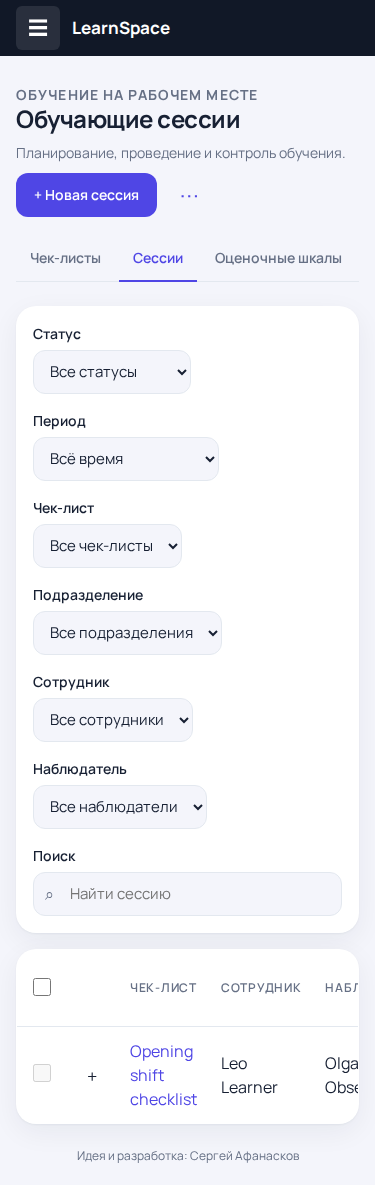 ☰ LearnSpace
ОБУЧЕНИЕ НА РАБОЧЕМ МЕСТЕ
Обучающие сессии
Планирование, проведение и контроль обучения.
+ Новая сессия ...
Чек-листы Сессии Оценочные шкалы
Статус
Все статусы
Период
Всё время
Чек-лист
Все чек-листы
Подразделение
Все подразделения
Сотрудник
Все сотрудники
Наблюдатель
Все наблюдатели
Поиск
Найти сессию
ЧЕК-ЛИСТ СОТРУДНИК НАБЛ
+
Opening
shift
checklist
Leo
Learner
Olga
Obse
Идея и разработка: Сергей Афанасков